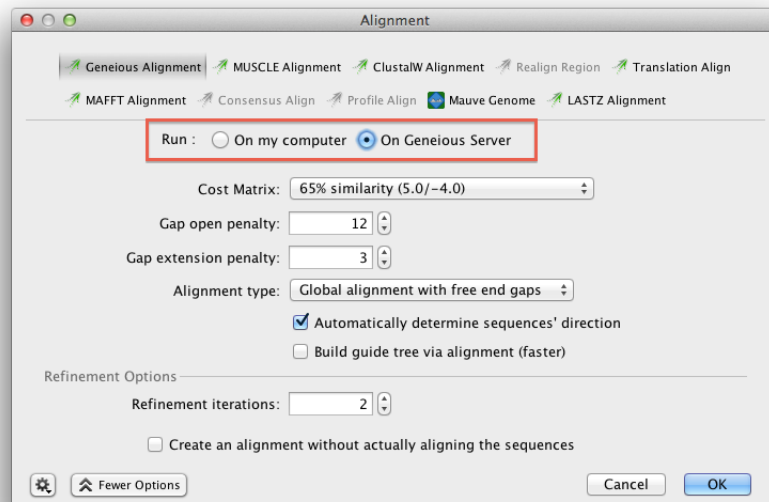 Alignment
Geneious Alignment MUSCLE Alignment ClustalW Alignment Realign Region Translation Align
MAFFT Alignment Consensus Align Profile Align Mauve Genome LASTZ Alignment
Run : On my computer On Geneious Server
Cost Matrix: 65% similarity (5.0/-4.0)
Gap open penalty: 12
Gap extension penalty: 3
Alignment type: Global alignment with free end gaps
Automatically determine sequences' direction
Build guide tree via alignment (faster)
Refinement Options
Refinement iterations: 2
Create an alignment without actually aligning the sequences
Fewer Options Cancel OK